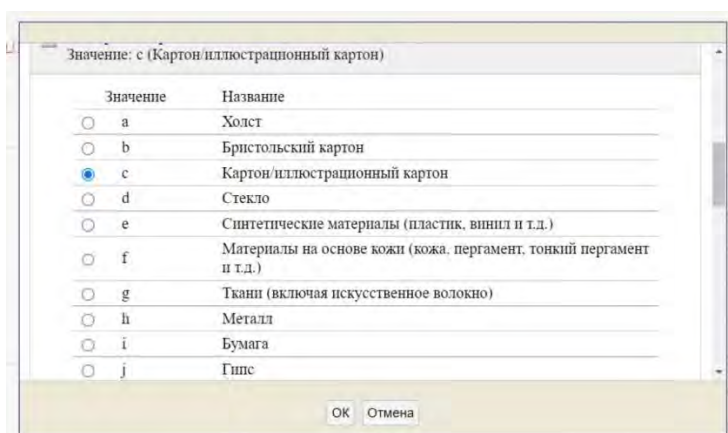 Значение: c (Картон/иллюстрационный картон)
Значение Название
a Холст
b Бристольский картон
c Картон/иллюстрационный картон
d Стекло
e Синтетические материалы (пластик, винил и т.д.)
f Материалы на основе кожи (кожа, пергамент, тонкий пергамент
и т.д.)
g Ткани (включая искусственное волокно)
h Металл
i Бумага
j Гипс
ОК Отмена